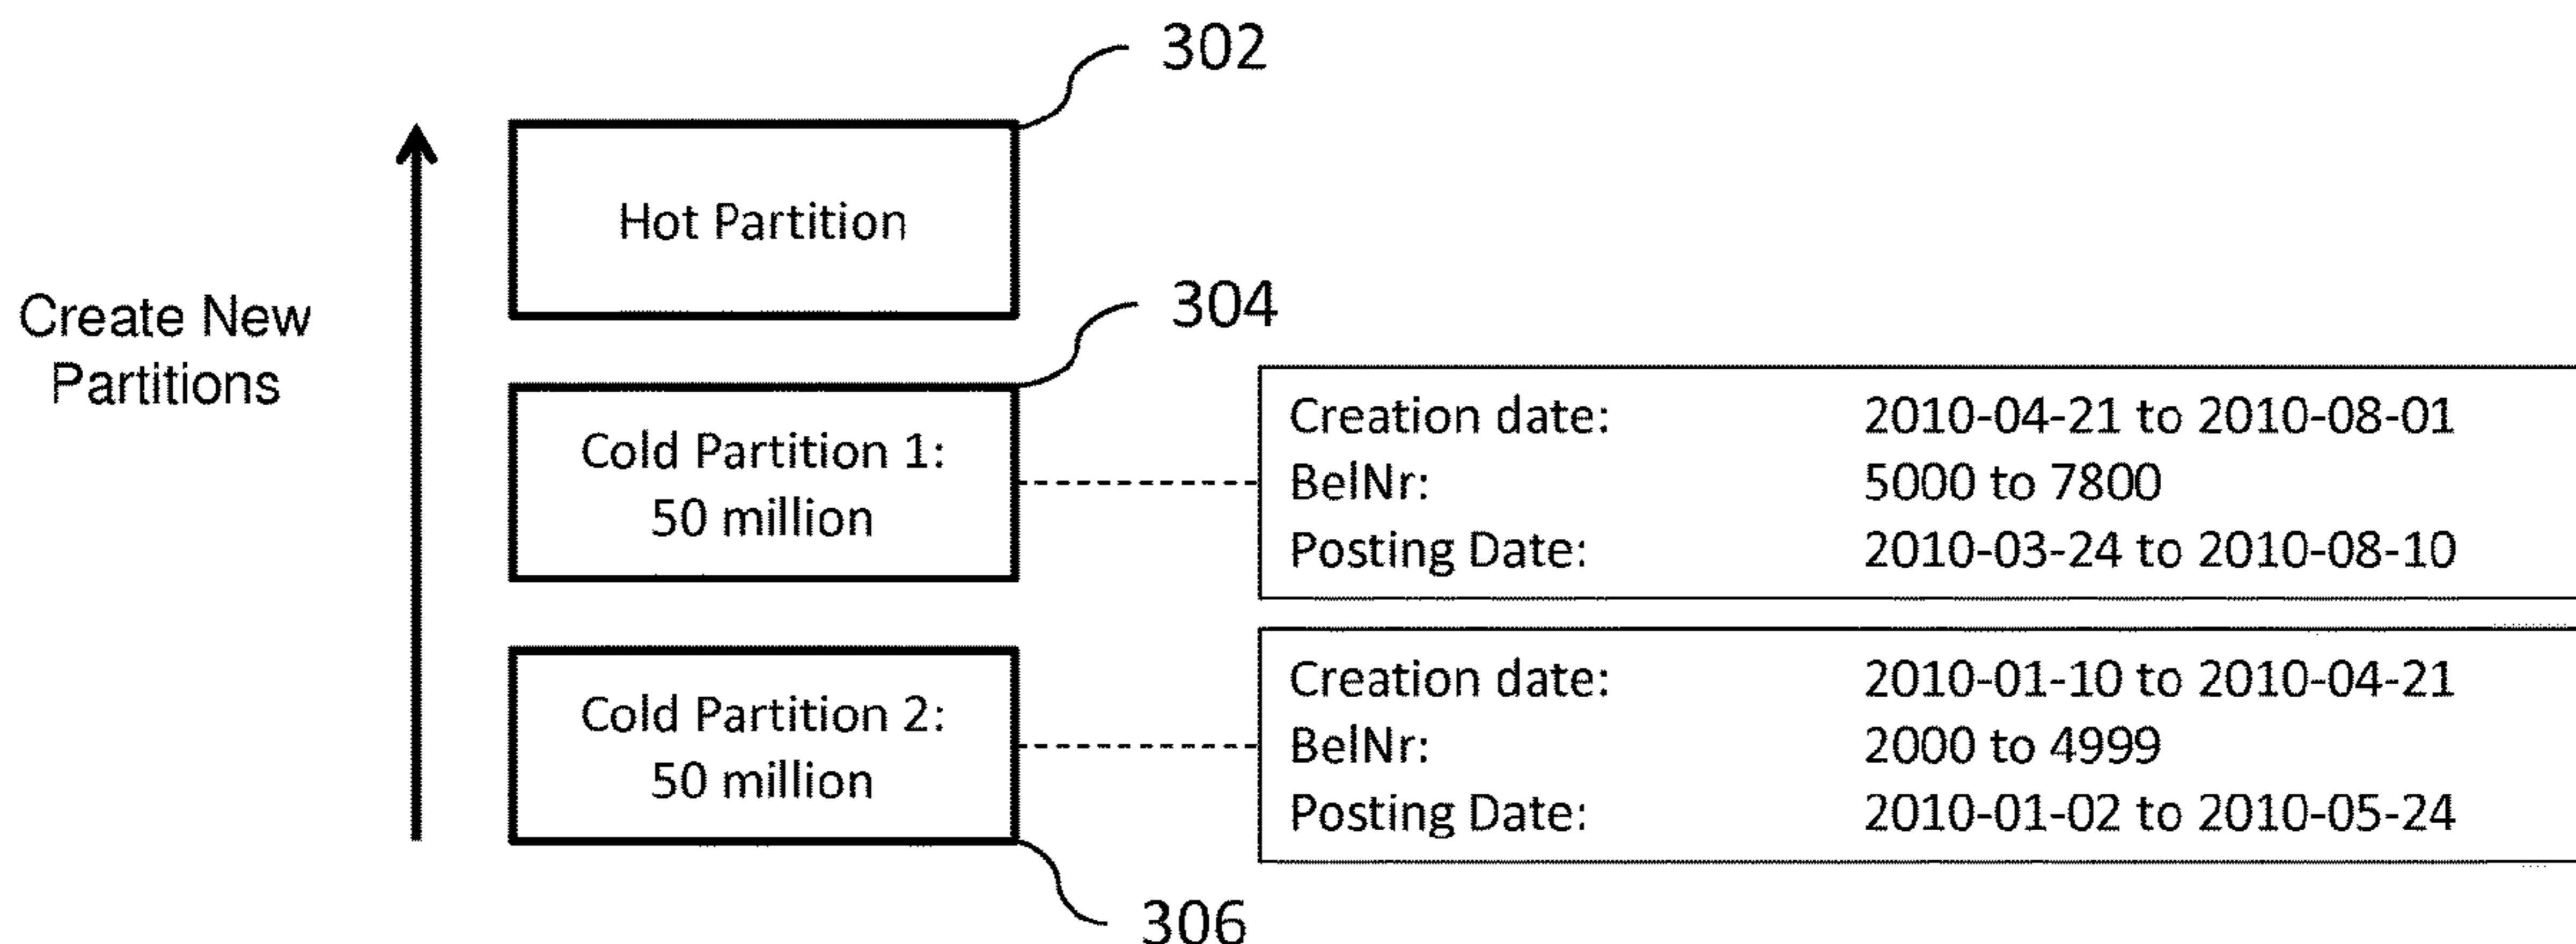 302
Hot Partition
304
Create New
Partitions
Cold Partition 1:
50 million
Creation date: 2010-04-21 to 2010-08-01
BelNr: 5000 to 7800
Posting Date: 2010-03-24 to 2010-08-10
Cold Partition 2:
50 million
Creation date: 2010-01-10 to 2010-04-21
BelNr: 2000 to 4999
Posting Date: 2010-01-02 to 2010-05-24
306